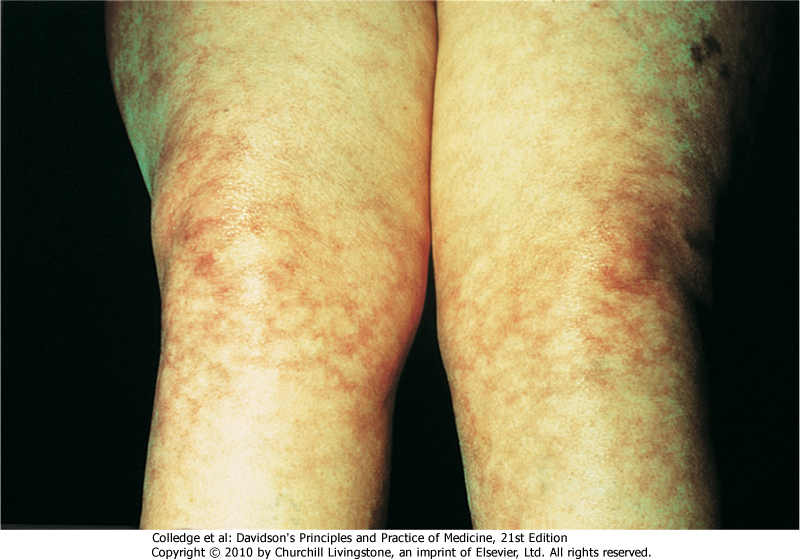 Colledge et al: Davidson's Principles and Practice of Medicine, 21st Edition
Copyright © 2010 by Churchill Livingstone, an imprint of Elsevier, Ltd. All rights reserved.